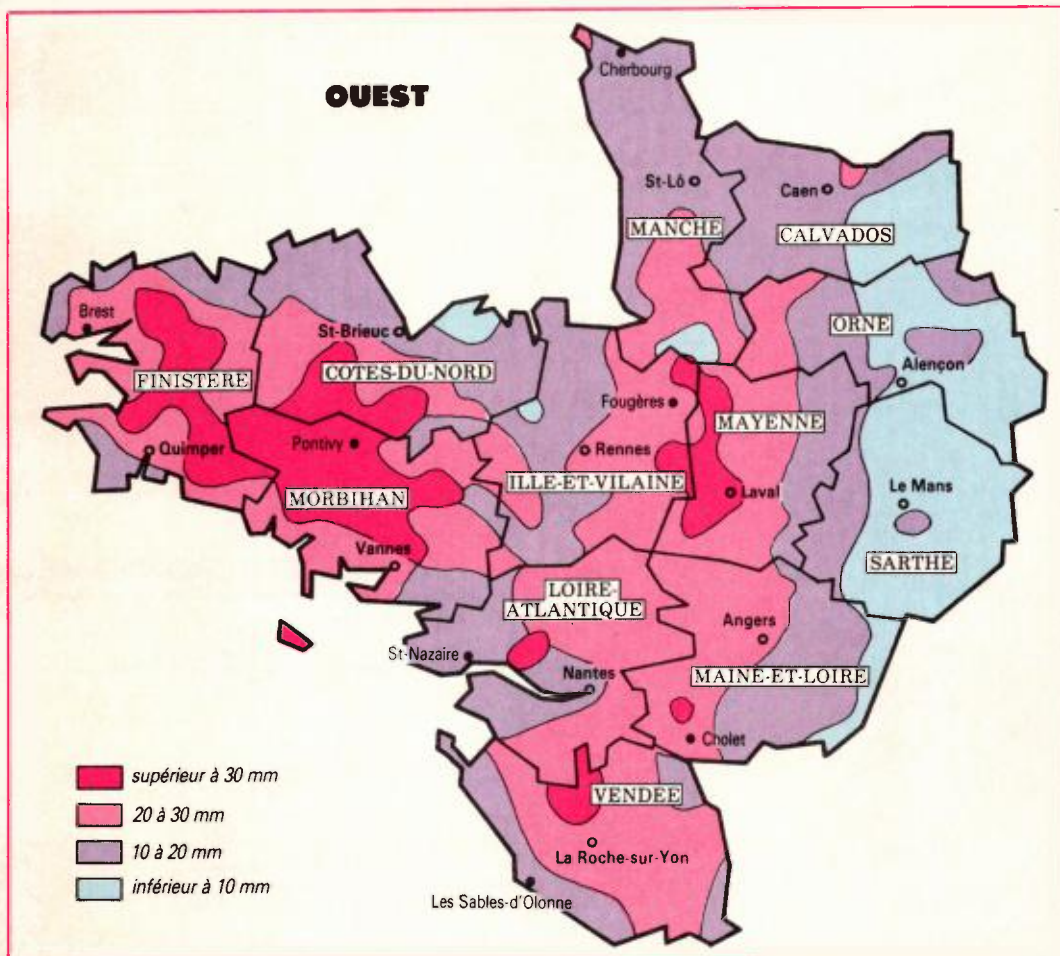 OUEST
Cherbourg
St-Lô
Caen
MANCHE
CALVADOS
Brest
St-Brieuc
ORNE
Alençon
FINISTERE
COTES-DU-NORD
Fougères
MAYENNE
Quimper
Pontivy
Rennes
ILLE-ET-VILAINE
Laval
Le Mans
MORBIHAN
Vannes
SARTHE
LOIRE-
ATLANTIQUE
Angers
St-Nazaire
Nantes
MAINE-ET-LOIRE
Cholet
VENDEE
La Roche-sur-Yon
Les Sables-d'Olonne
supérieur à 30 mm
20 à 30 mm
10 à 20 mm
inférieur à 10 mm